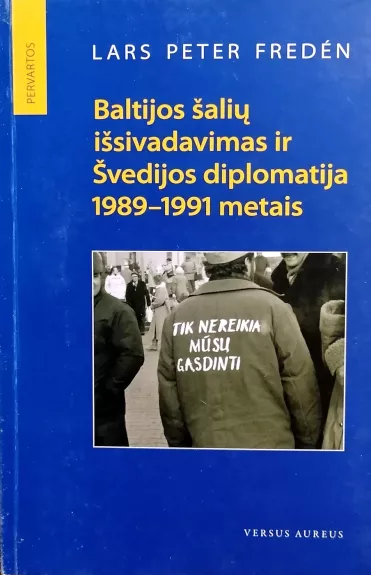 PERVARTOS
LARS PETER FREDÉN
Baltijos šalių
išsivadavimas ir
Švedijos diplomatija
1989–1991 metais
TIK NEREIKIA
MŪSŲ
GASDINTI
VERSUS AUREUS